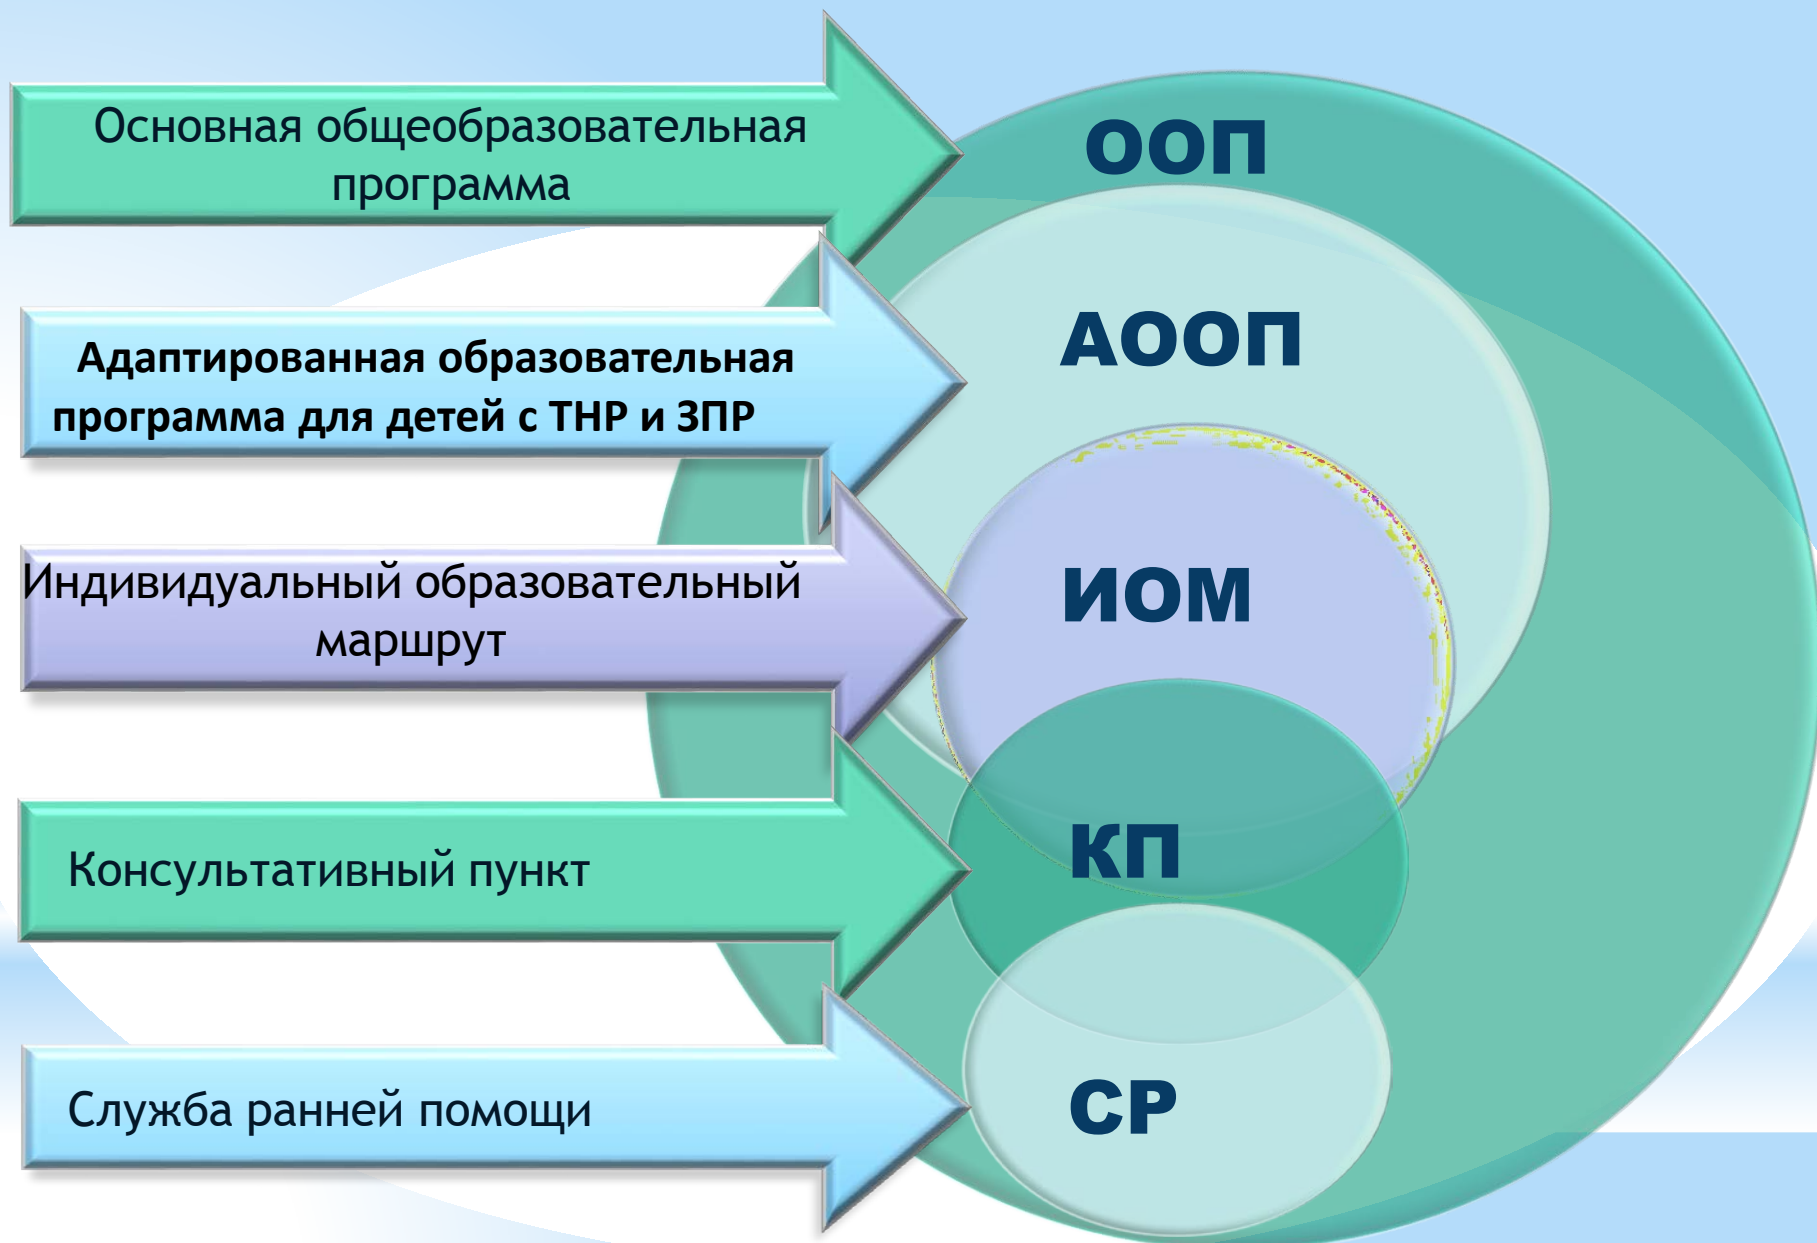 Основная общеобразовательная
программа
ООП
Адаптированная образовательная
программа для детей с ТНР и ЗПР
АООП
Индивидуальный образовательный
маршрут
ИОМ
Консультативный пункт
КП
Служба ранней помощи
СР